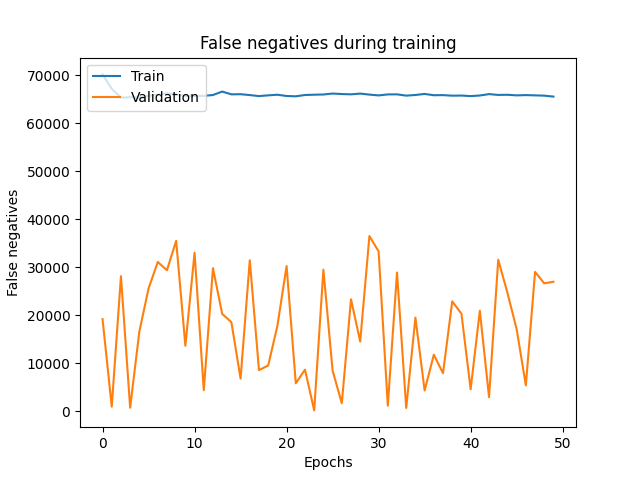 False negatives during training
Train
Validation
False negatives
70000
60000
50000
40000
30000
20000
10000
0
0 10 20 30 40 50
Epochs